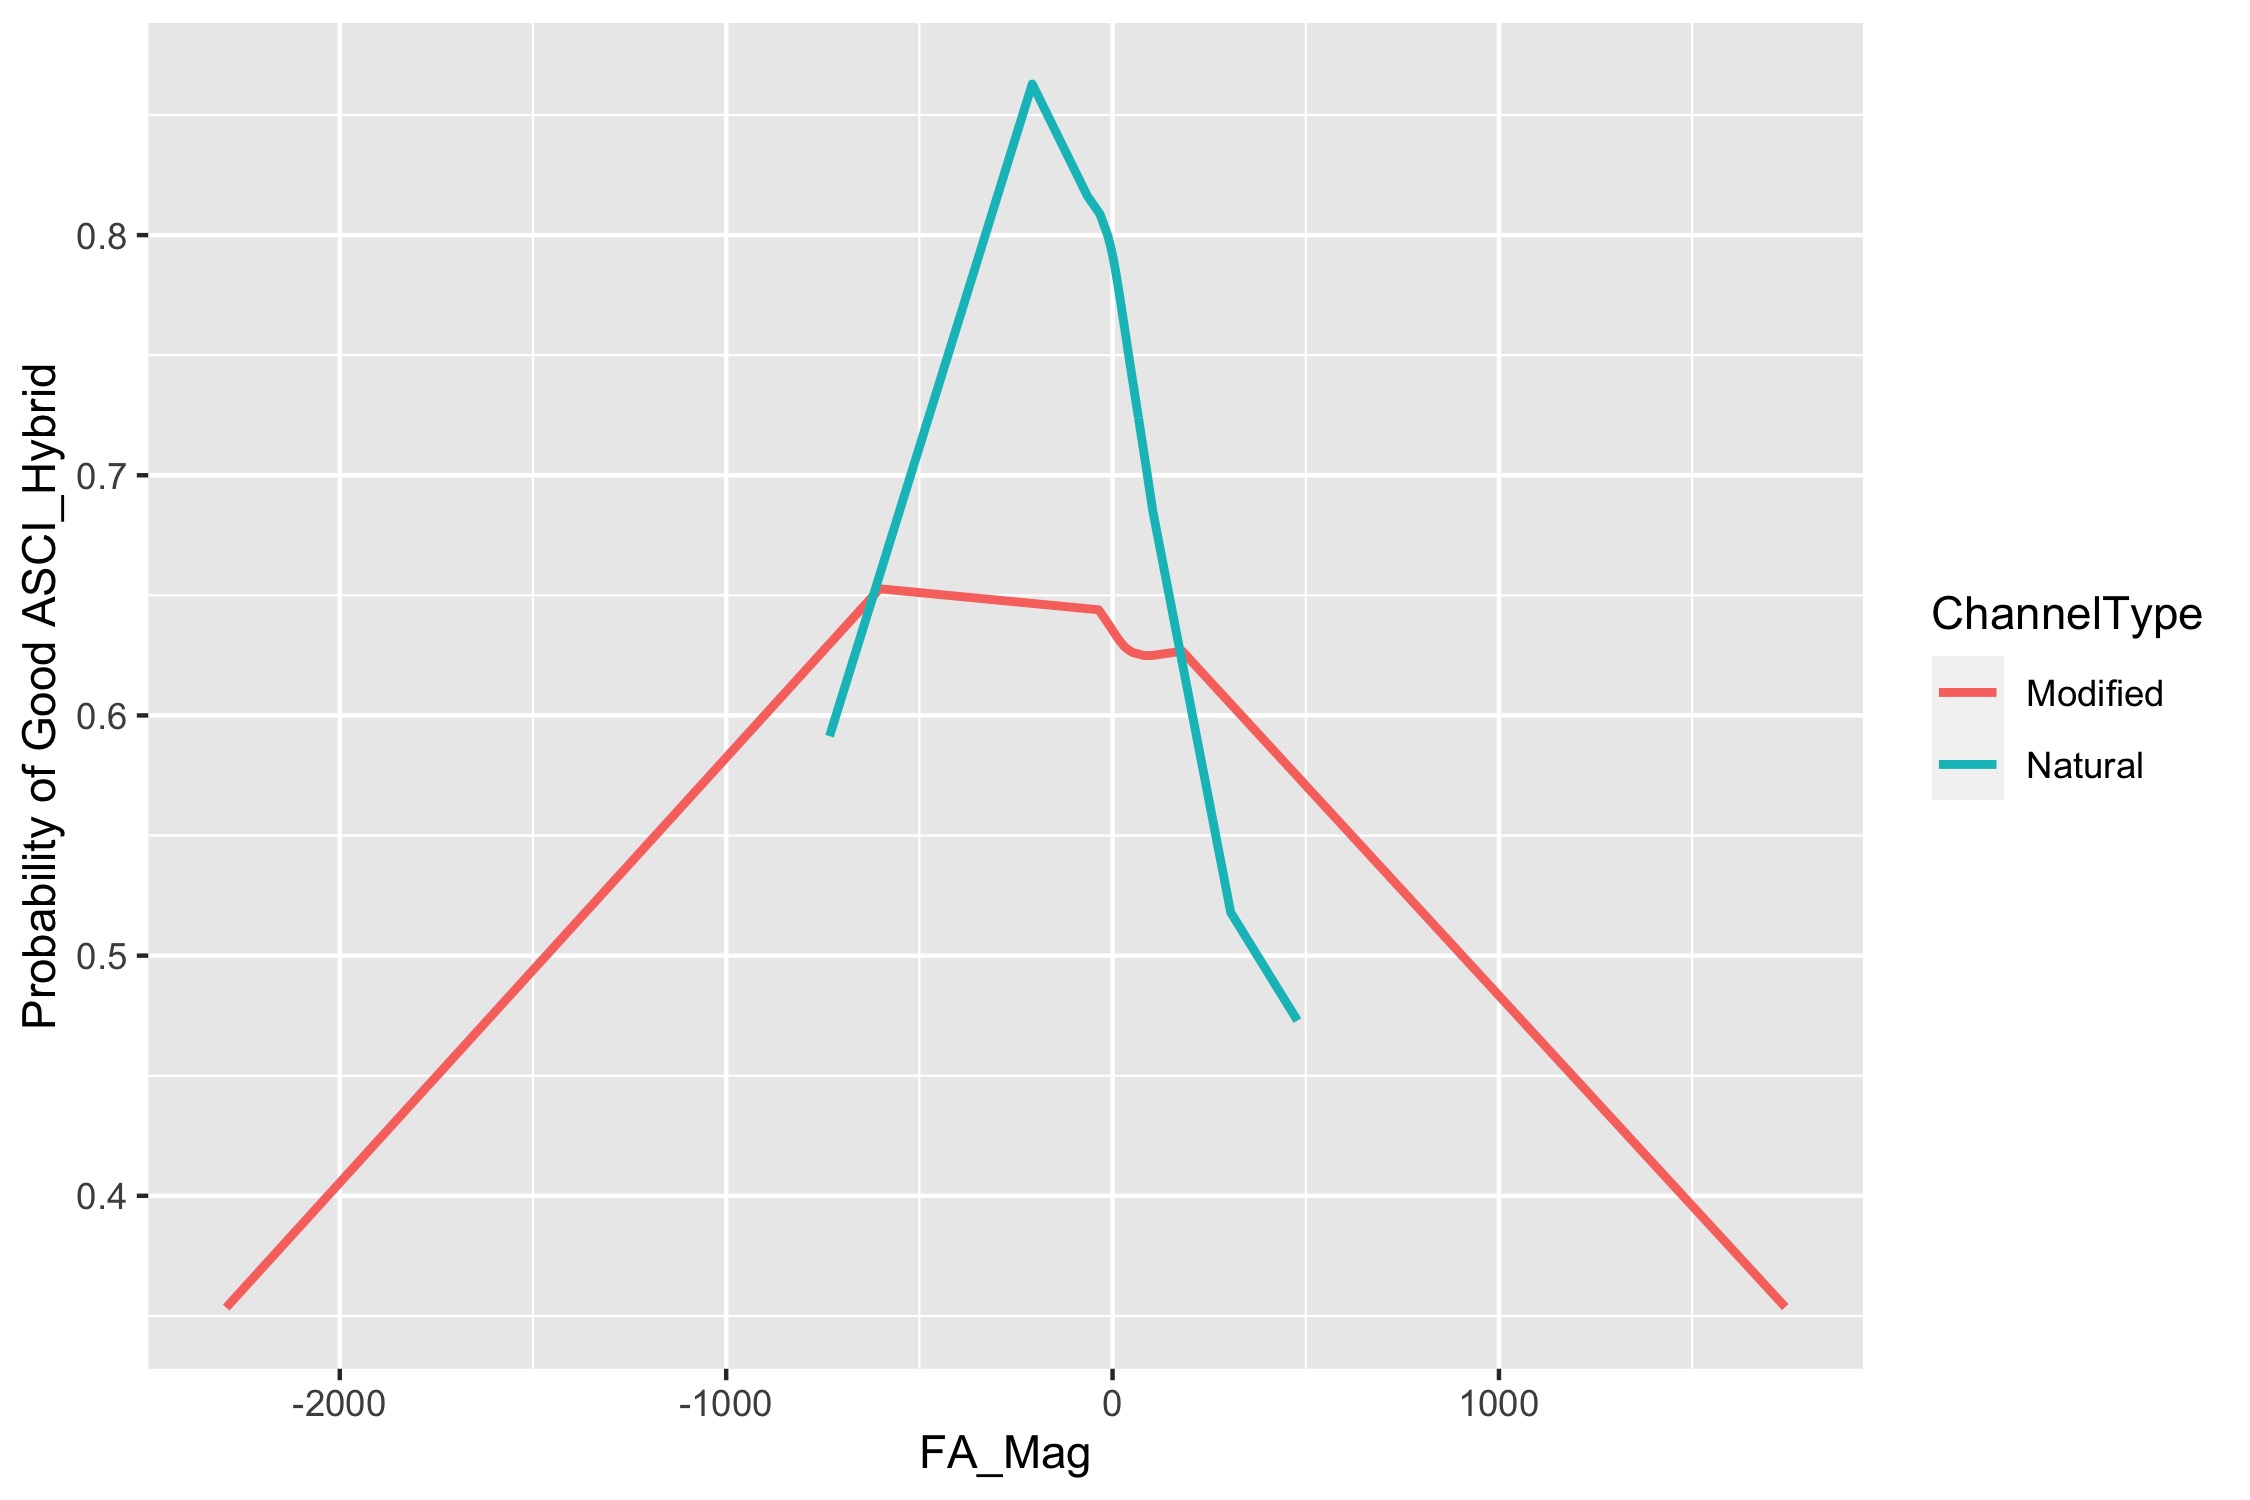 Probability of Good ASCI_Hybrid
0.8
0.7
0.6
0.5
0.4
-2000
-1000
0
1000
FA_Mag
ChannelType
Modified
Natural